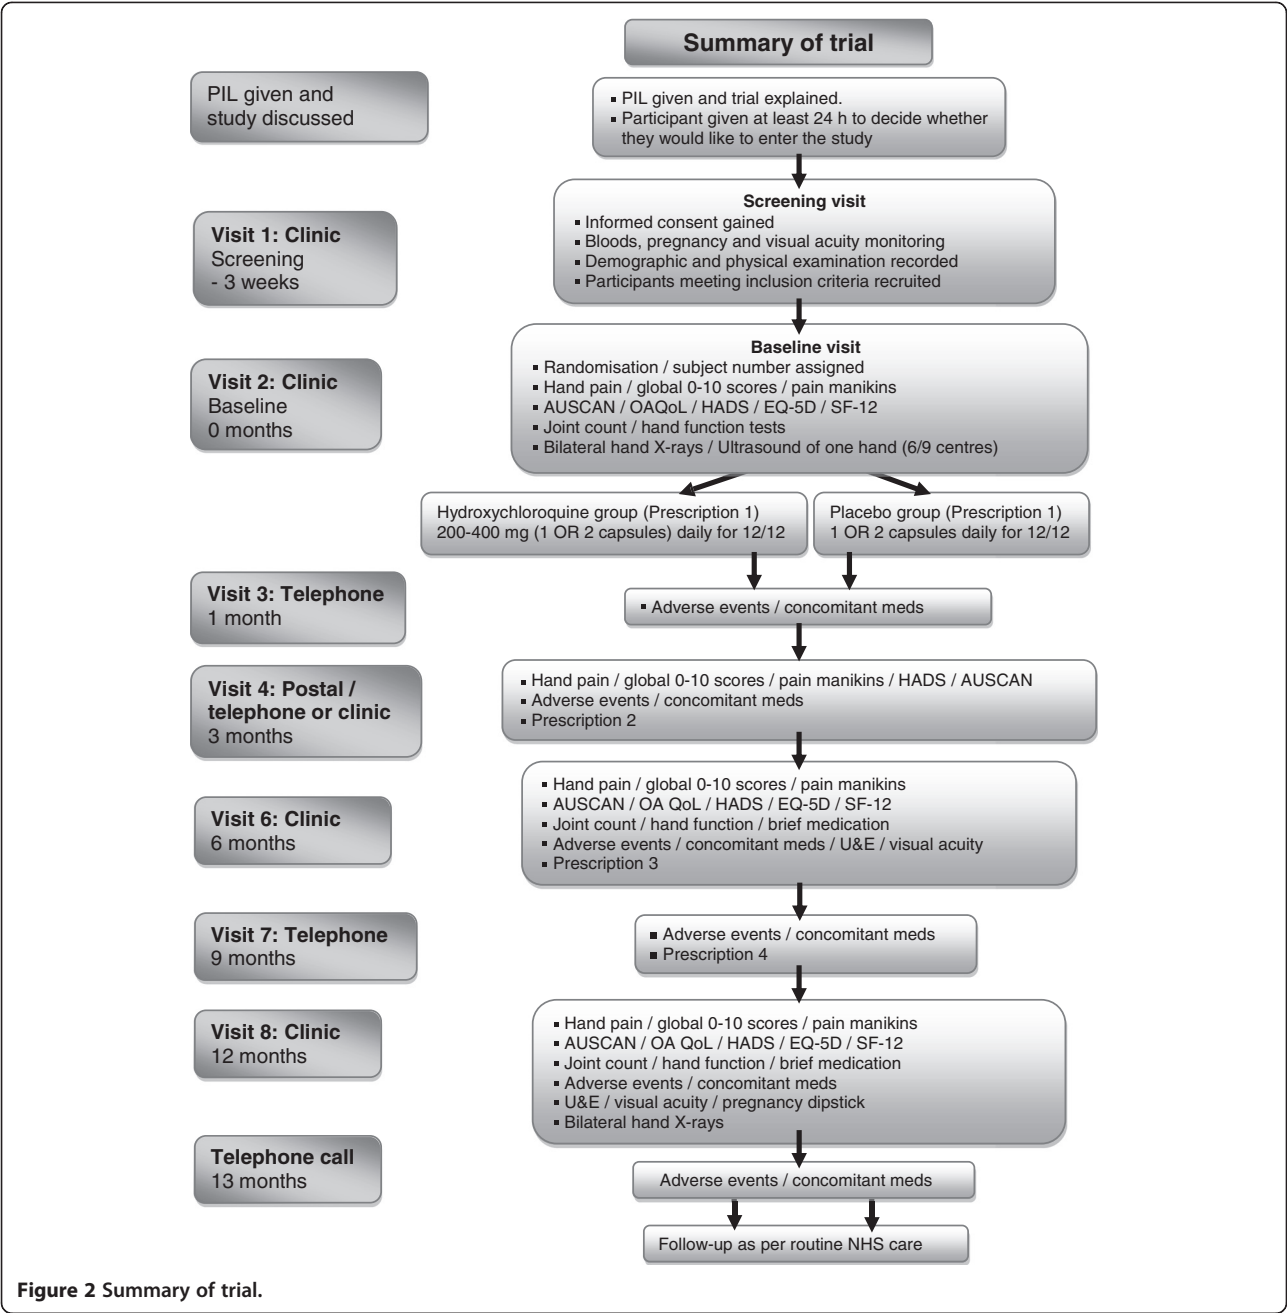 Summary of trial
PIL given and
study discussed
▪ PIL given and trial explained.
▪ Participant given at least 24 h to decide whether
they would like to enter the study
Visit 1: Clinic
Screening
- 3 weeks
Screening visit
▪ Informed consent gained
▪ Bloods, pregnancy and visual acuity monitoring
▪ Demographic and physical examination recorded
▪ Participants meeting inclusion criteria recruited
Visit 2: Clinic
Baseline
0 months
Baseline visit
▪ Randomisation / subject number assigned
▪ Hand pain / global 0-10 scores / pain manikins
▪ AUSCAN / OAQoL / HADS / EQ-5D / SF-12
▪ Joint count / hand function tests
▪ Bilateral hand X-rays / Ultrasound of one hand (6/9 centres)
Hydroxychloroquine group (Prescription 1)
200-400 mg (1 OR 2 capsules) daily for 12/12
Placebo group (Prescription 1)
1 OR 2 capsules daily for 12/12
Visit 3: Telephone
1 month
▪ Adverse events / concomitant meds
Visit 4: Postal /
telephone or clinic
3 months
▪ Hand pain / global 0-10 scores / pain manikins / HADS / AUSCAN
▪ Adverse events / concomitant meds
▪ Prescription 2
Visit 6: Clinic
6 months
▪ Hand pain / global 0-10 scores / pain manikins
▪ AUSCAN / OA QoL / HADS / EQ-5D / SF-12
▪ Joint count / hand function / brief medication
▪ Adverse events / concomitant meds / U&E / visual acuity
▪ Prescription 3
Visit 7: Telephone
9 months
▪ Adverse events / concomitant meds
▪ Prescription 4
Visit 8: Clinic
12 months
▪ Hand pain / global 0-10 scores / pain manikins
▪ AUSCAN / OA QoL / HADS / EQ-5D / SF-12
▪ Joint count / hand function / brief medication
▪ Adverse events / concomitant meds
▪ U&E / visual acuity / pregnancy dipstick
▪ Bilateral hand X-rays
Telephone call
13 months
Adverse events / concomitant meds
Follow-up as per routine NHS care
Figure 2 Summary of trial.